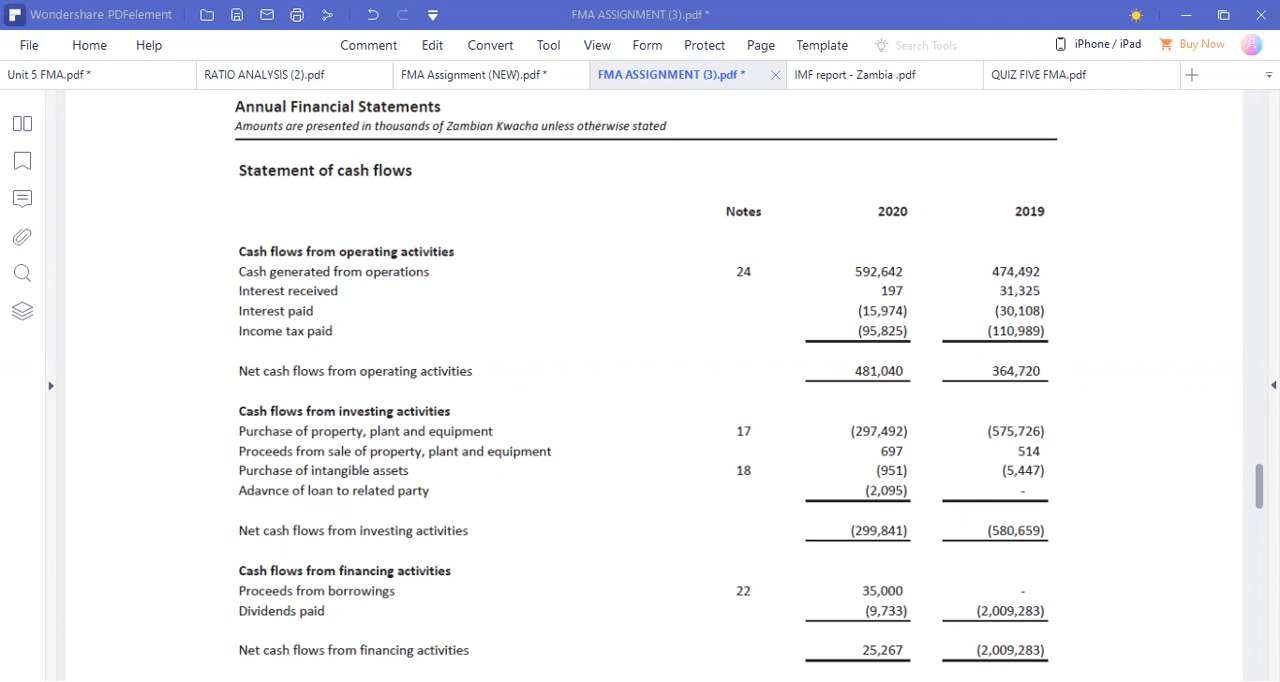 Wondershare PDFelement FMA ASSIGNMENT (3).pdf *
File Home Help Comment Edit Convert Tool View Form Protect Page Template Search Tools iPhone / iPad Buy Now
Unit 5 FMA.pdf * RATIO ANALYSIS (2).pdf FMA Assignment (NEW).pdf * FMA ASSIGNMENT (3).pdf * IMF report - Zambia .pdf QUIZ FIVE FMA.pdf
Annual Financial Statements
Amounts are presented in thousands of Zambian Kwacha unless otherwise stated
Statement of cash flows
Notes 2020 2019
Cash flows from operating activities
Cash generated from operations 24 592,642 474,492
Interest received 197 31,325
Interest paid (15,974) (30,108)
Income tax paid (95,825) (110,989)
Net cash flows from operating activities 481,040 364,720
Cash flows from investing activities
Purchase of property, plant and equipment 17 (297,492) (575,726)
Proceeds from sale of property, plant and equipment 697 514
Purchase of intangible assets 18 (951) (5,447)
Adavnce of loan to related party (2,095) -
Net cash flows from investing activities (299,841) (580,659)
Cash flows from financing activities
Proceeds from borrowings 22 35,000 -
Dividends paid (9,733) (2,009,283)
Net cash flows from financing activities 25,267 (2,009,283)